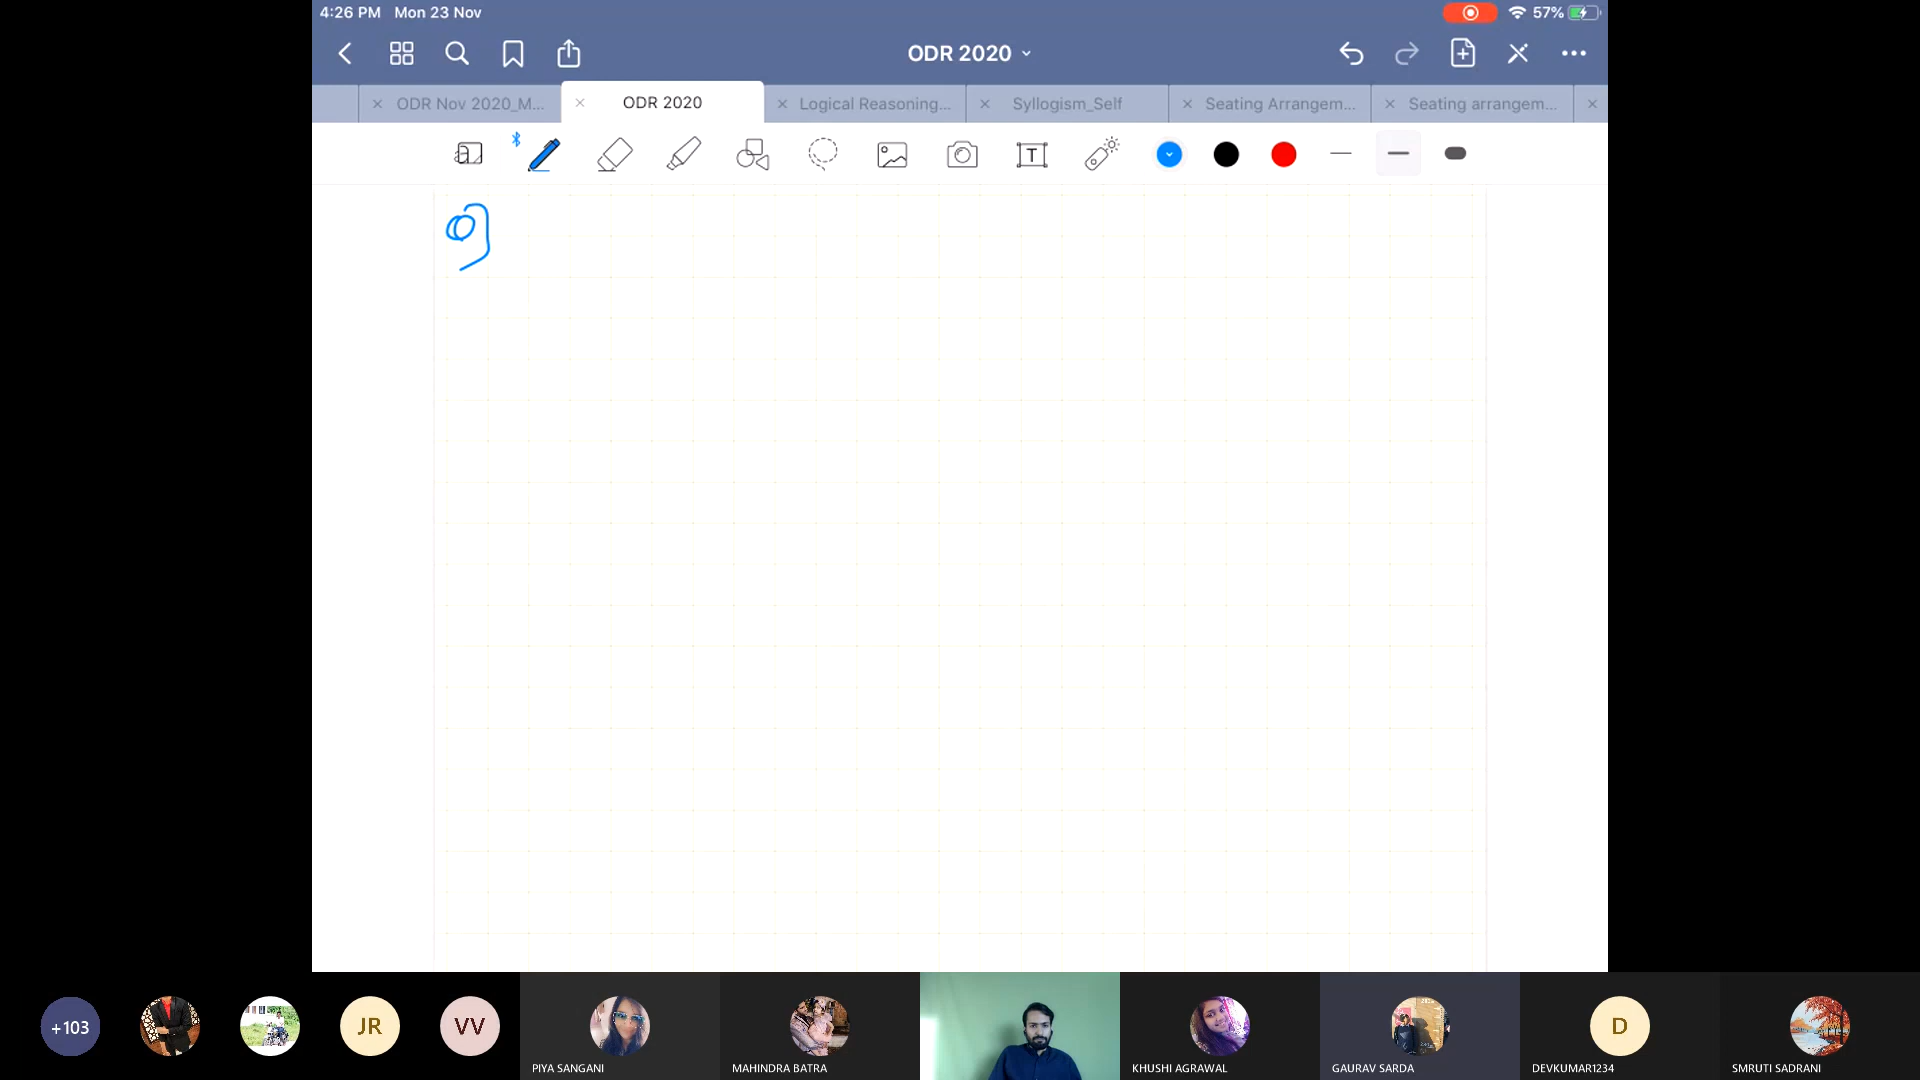 4:26 PM Mon 23 Nov
57%
ODR 2020
ODR Nov 2020_M...
ODR 2020
Logical Reasoning...
Syllogism_Self
Seating Arrangem...
Seating arrangem...
T
+103
JR
VV
PIYA SANGANI
MAHINDRA BATRA
KHUSHI AGRAWAL
GAURAV SARDA
D
DEVKUMAR1234
SMRUTI SADRANI